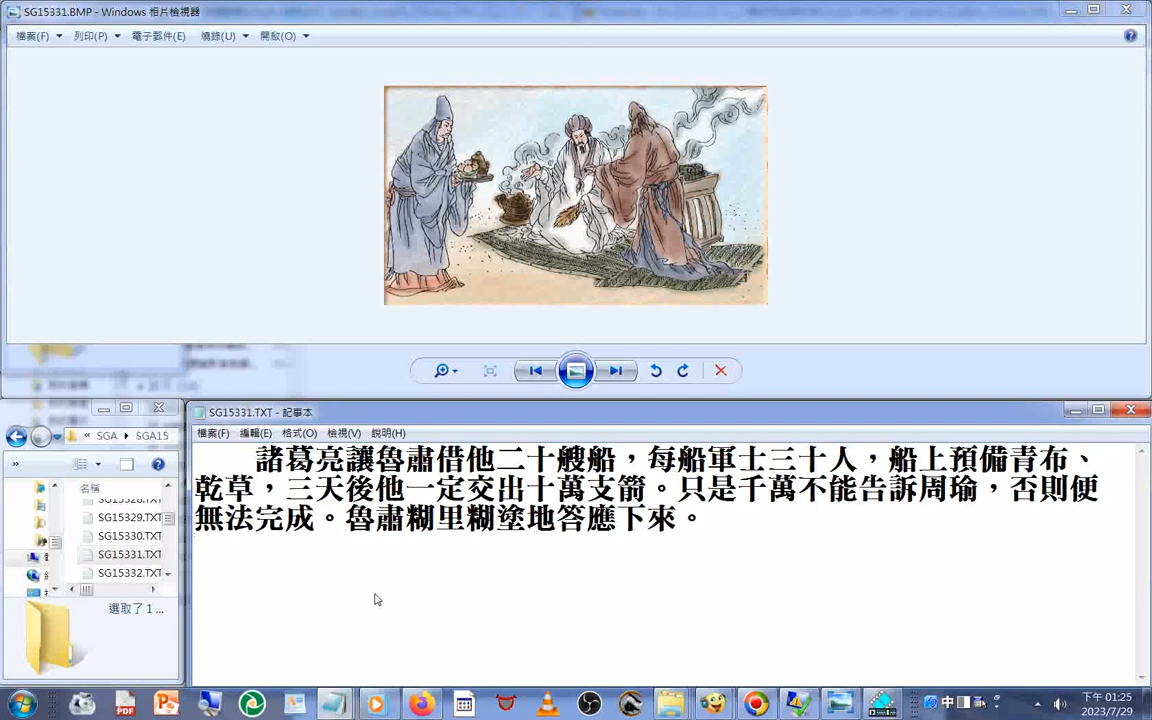 SG15331.BMP - Windows 相片檢視器
檔案(F) 列印(P) 電子郵件(E) 燒錄(U) 開啟(O)
SGA SGA15
名稱
SG15328.TXT
SG15329.TXT
SG15330.TXT
SG15331.TXT
SG15332.TXT
選取了 1 ...
SG15331.TXT - 記事本
檔案(F) 編輯(E) 格式(O) 檢視(V) 說明(H)
諸葛亮讓魯肅借他二十艘船，每船軍士三十人，船上預備青布、
乾草，三天後他一定交出十萬支箭。只是千萬不能告訴周瑜，否則便
無法完成。魯肅糊里糊塗地答應下來。
PDF
中
下午 01:25
2023/7/29